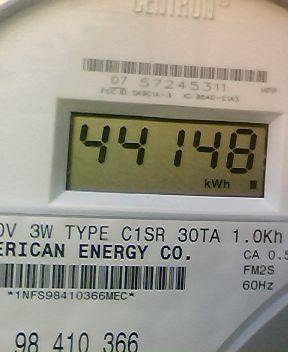 CENTRON
07 57245311
44148
kWh
0V 3W TYPE C1SR 30TA 1.0Kh
ERICAN ENERGY CO.
CA 0.5
*1NFS98410366MEC*
FM2S
60Hz
98 410 366